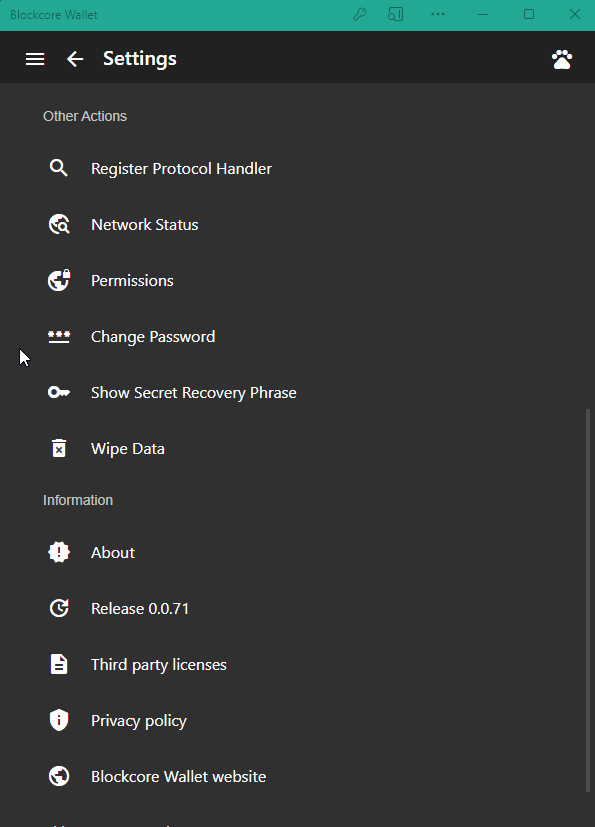 Blockcore Wallet
Settings
Other Actions
Register Protocol Handler
Network Status
Permissions
Change Password
Show Secret Recovery Phrase
Wipe Data
Information
About
Release 0.0.71
Third party licenses
Privacy policy
Blockcore Wallet website